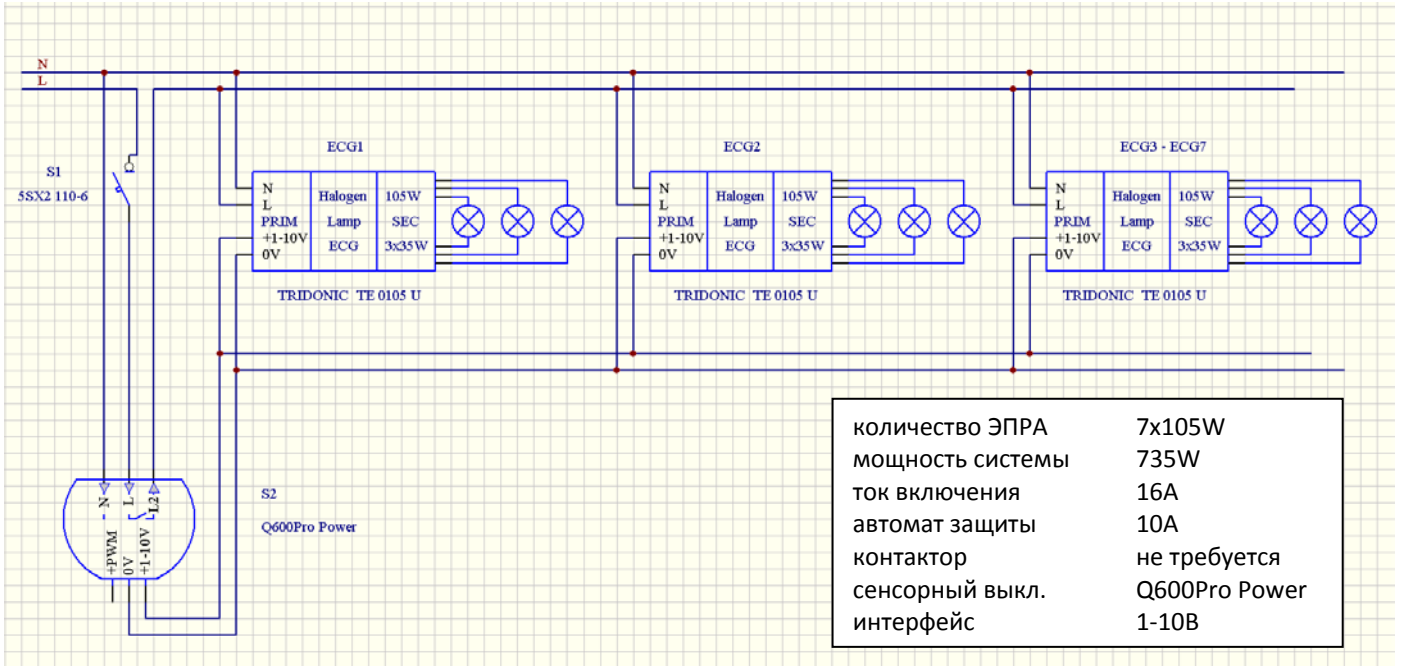 N
L
S1
5SX2 110-6
ECG1
N
L
PRIM
+1-10V
0V
Halogen
Lamp
ECG
105W
SEC
3x35W
TRIDONIC TE 0105 U
ECG2
N
L
PRIM
+1-10V
0V
Halogen
Lamp
ECG
105W
SEC
3x35W
TRIDONIC TE 0105 U
ECG3 - ECG7
N
L
PRIM
+1-10V
0V
Halogen
Lamp
ECG
105W
SEC
3x35W
TRIDONIC TE 0105 U
N
L
L2
+PWM
0V
+1-10V
S2
Q600Pro Power
количество ЭПРА 7x105W
мощность системы 735W
ток включения 16А
автомат защиты 10А
контактор не требуется
сенсорный выкл. Q600Pro Power
интерфейс 1-10В